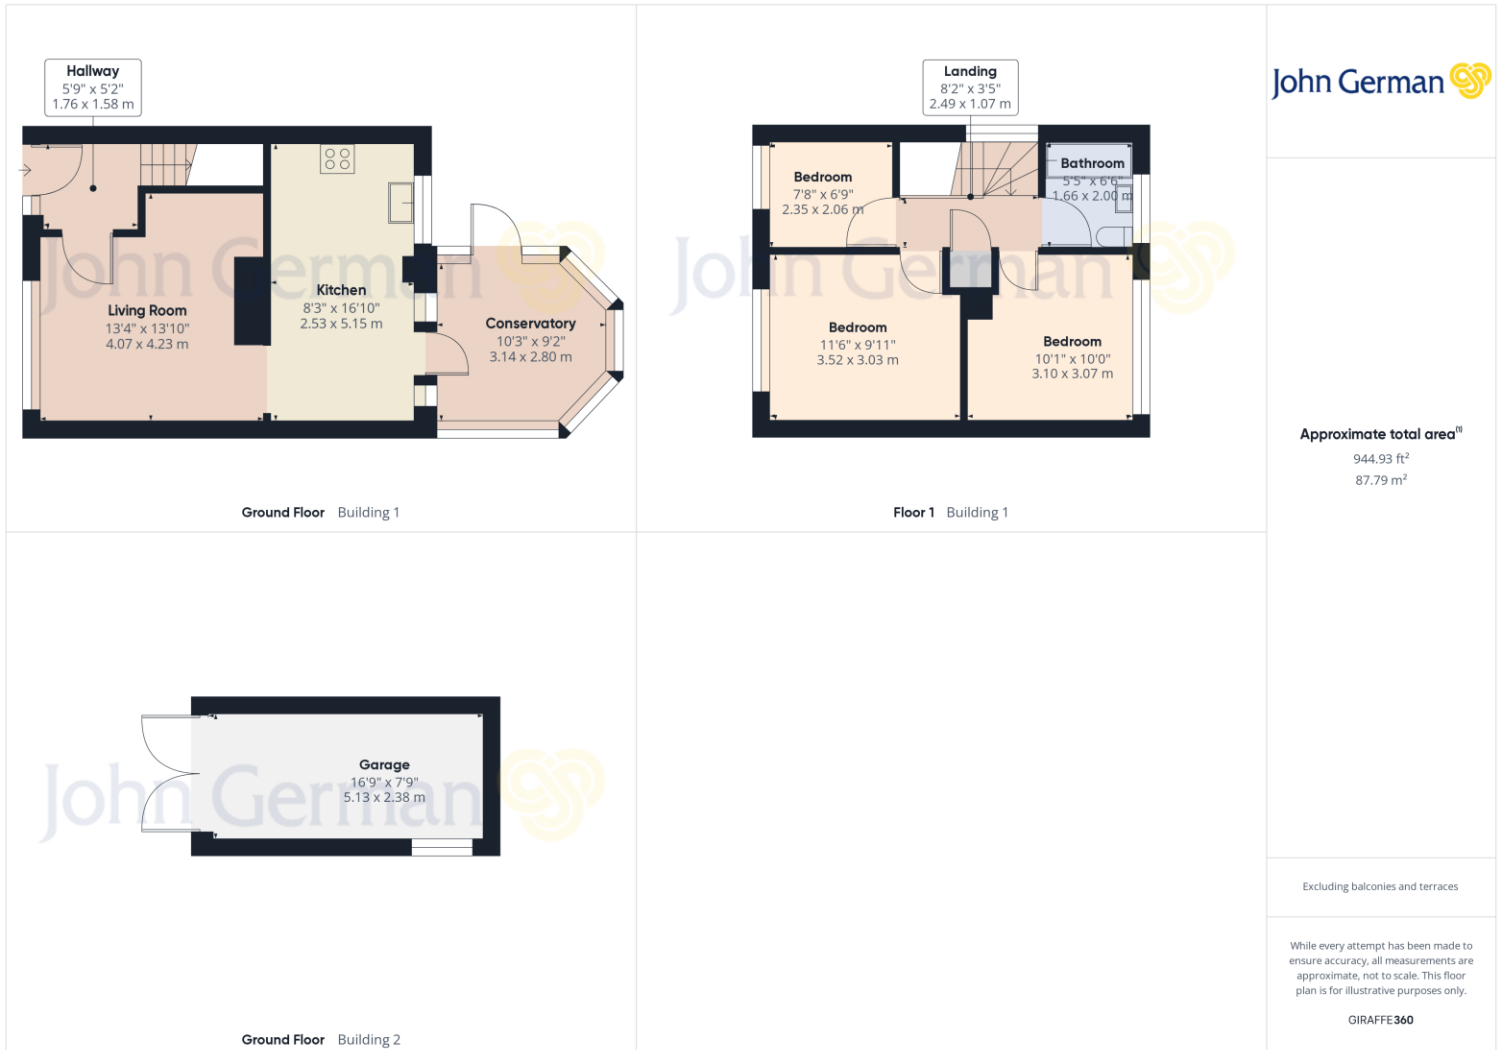 Hallway
5'9" x 5'2"
1.76 x 1.58 m
Living Room
13'4" x 13'10"
4.07 x 4.23 m
Kitchen
8'3" x 16'10"
2.53 x 5.15 m
Conservatory
10'3" x 9'2"
3.14 x 2.80 m
John German
Ground Floor Building 1
Landing
8'2" x 3'5"
2.49 x 1.07 m
Bedroom
7'8" x 6'9"
2.35 x 2.06 m
Bathroom
5'5" x 6'6"
1.66 x 2.00 m
Bedroom
11'6" x 9'11"
3.52 x 3.03 m
Bedroom
10'1" x 10'0"
3.10 x 3.07 m
John German
Floor 1 Building 1
Garage
16'9" x 7'9"
5.13 x 2.38 m
John German
Ground Floor Building 2
John German
Approximate total area⁽¹⁾
944.93 ft²
87.79 m²
Excluding balconies and terraces
While every attempt has been made to
ensure accuracy, all measurements are
approximate, not to scale. This floor
plan is for illustrative purposes only.
GIRAFFE360